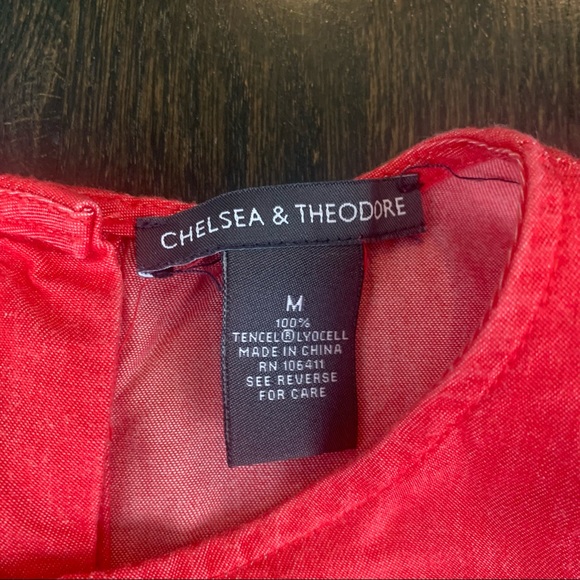 CHELSEA & THEODORE
M
100%
TENCEL®LYOCELL
MADE IN CHINA
RN 106411
SEE REVERSE
FOR CARE